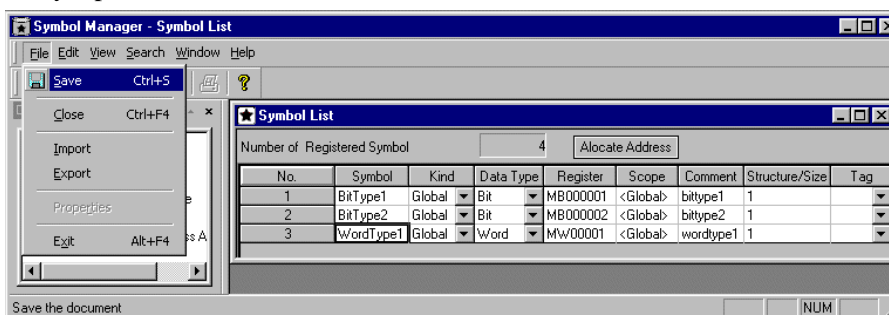 Symbol Manager - Symbol List
File Edit View Search Window Help
Save Ctrl+S
Close Ctrl+F4
Import
Export
Properties
Exit Alt+F4
ss A
Symbol List
Number of Registered Symbol 4 Alocate Address
No. Symbol Kind Data Type Register Scope Comment Structure/Size Tag
1 BitType1 Global Bit MB000001 <Global> bittype1 1
2 BitType2 Global Bit MB000002 <Global> bittype2 1
3 WordType1 Global Word MW00001 <Global> wordtype1 1
Save the document NUM